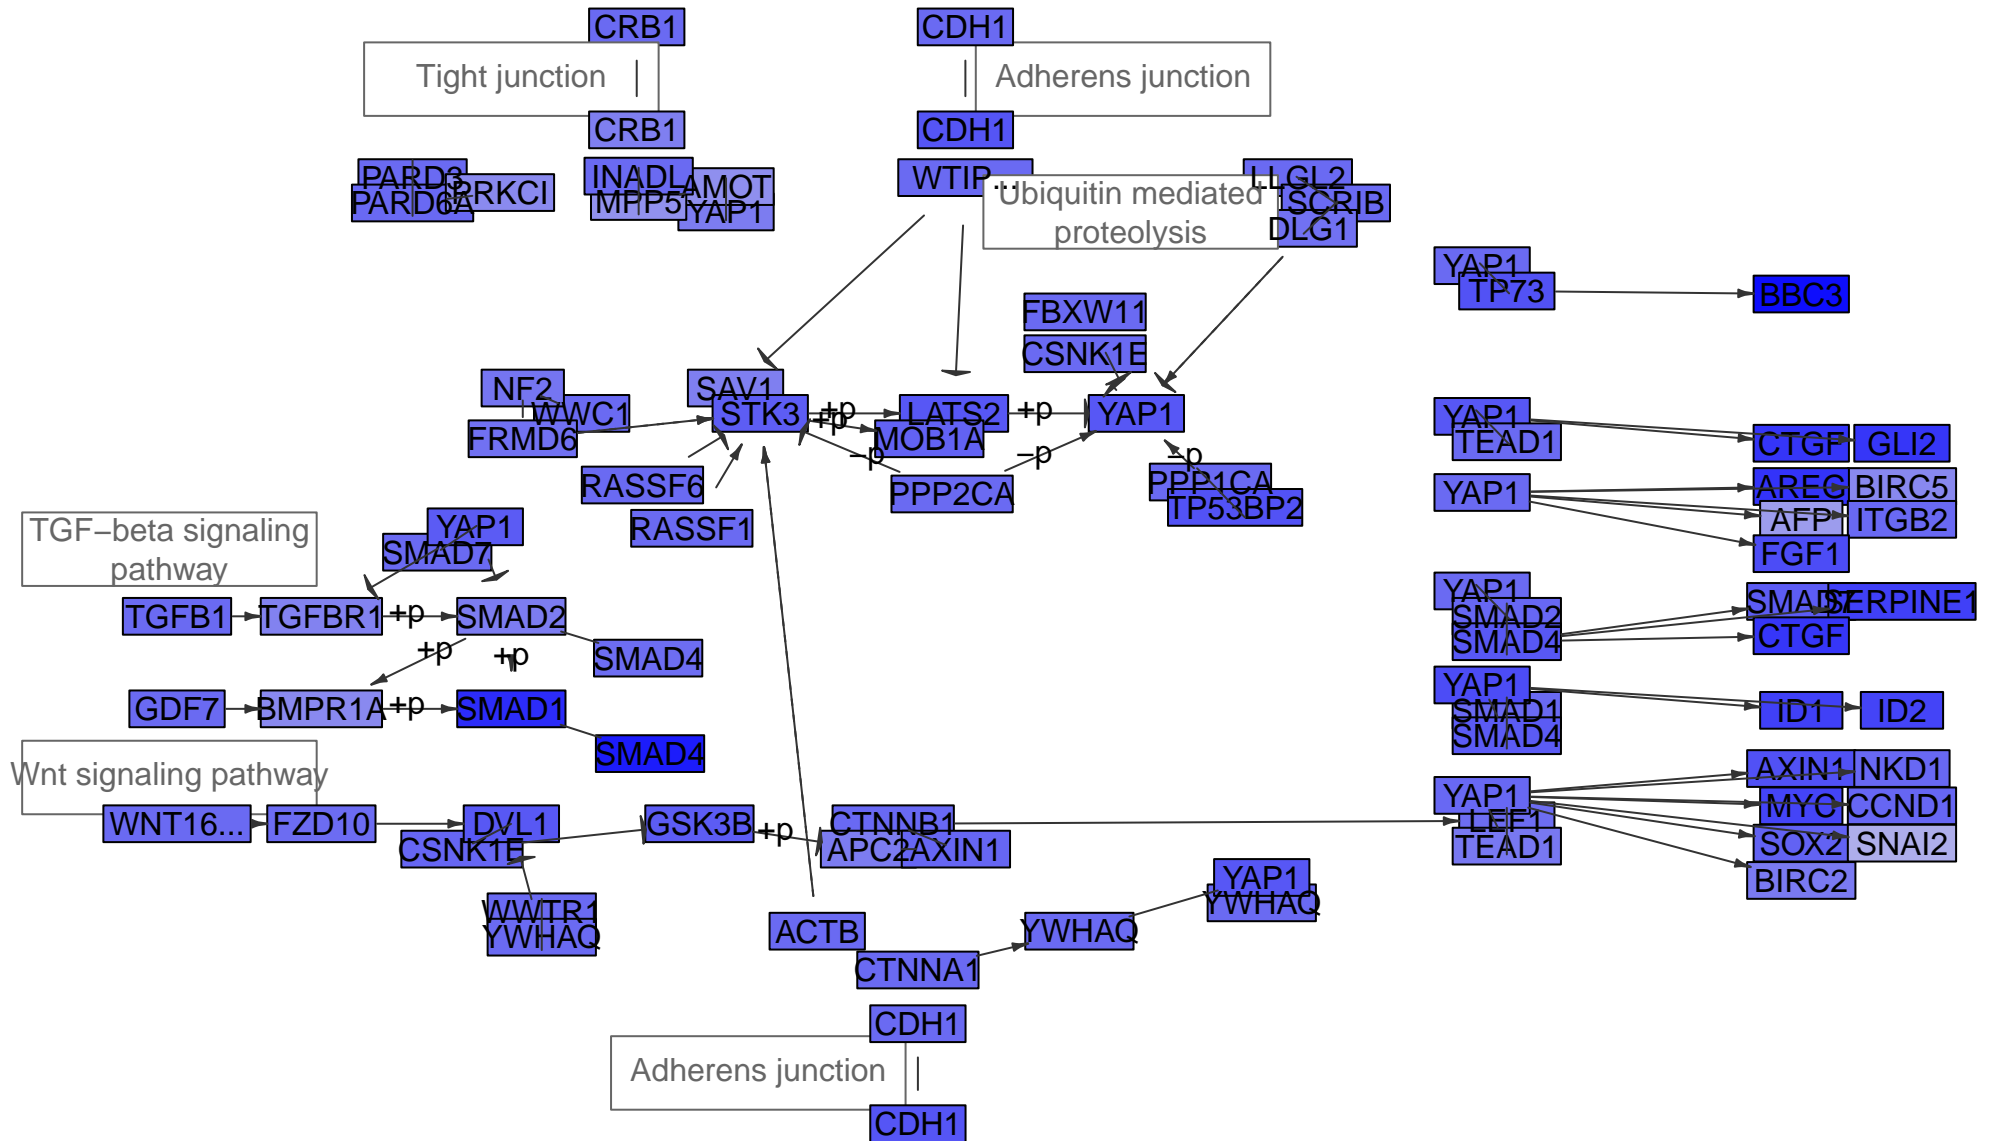 CRB1
CDH1
Tight junction
Adherens junction
CRB1
CDH1
PARD3
PARD6A
PRKCI
INADL
MPP5
AMOT
YAP1
WTIP...
Ubiquitin mediated
proteolysis
LLGL2
SCRIB
DLG1
YAP1
TP73
BBC3
FBXW11
CSNK1E
NF2
WWC1
FRMD6
SAV1
STK3
+p
+p
LATS2
MOB1A
+p
YAP1
−p
−p
−p
RASSF6
RASSF1
PPP2CA
PPP1CA
TP53BP2
YAP1
TEAD1
CTGF
GLI2
YAP1
AREG
BIRC5
AFP
ITGB2
FGF1
TGF−beta signaling
pathway
YAP1
SMAD7
TGFB1
TGFBR1
+p
SMAD2
+p
+p
SMAD4
GDF7
BMPR1A
+p
SMAD1
SMAD4
YAP1
SMAD2
SMAD4
SMAD7
SERPINE1
CTGF
YAP1
SMAD1
SMAD4
ID1
ID2
Wnt signaling pathway
WNT16...
FZD10
DVL1
CSNK1E
GSK3B
+p
CTNNB1
APC2
AXIN1
YAP1
LEF1
TEAD1
AXIN1
NKD1
MYC
CCND1
SOX2
SNAI2
BIRC2
WWTR1
YWHAQ
ACTB
CTNNA1
YWHAQ
YAP1
YWHAQ
CDH1
Adherens junction
CDH1